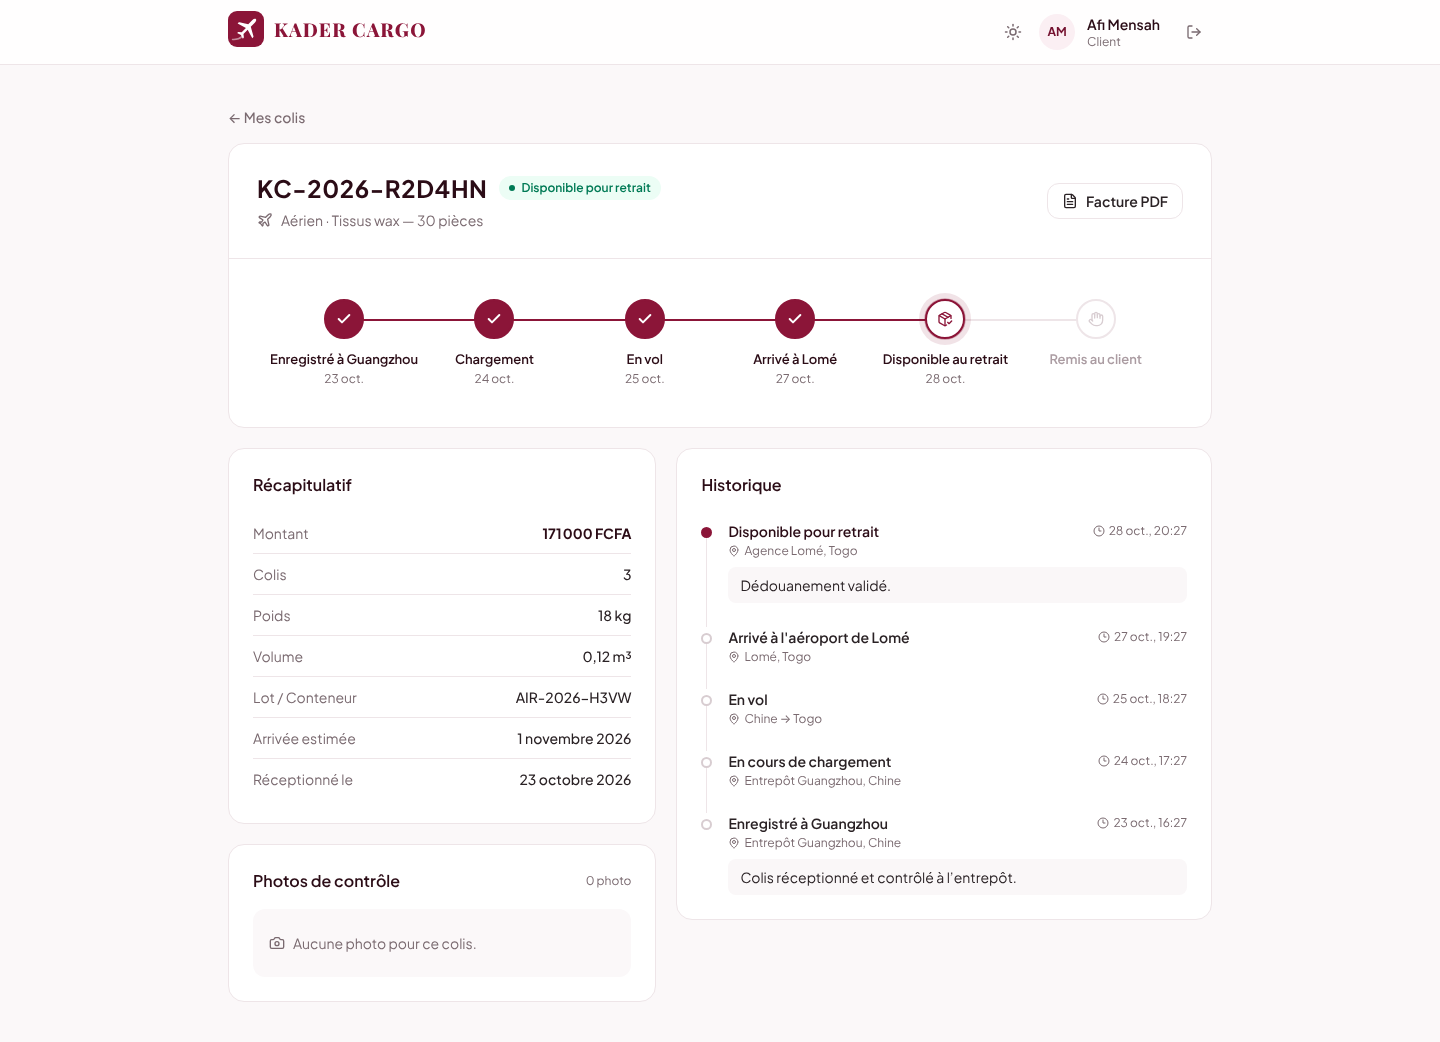 KADER CARGO
AM
Afi Mensah
Client
← Mes colis
KC-2026-R2D4HN
Disponible pour retrait
Aérien · Tissus wax — 30 pièces
Facture PDF
Enregistré à Guangzhou
23 oct.
Chargement
24 oct.
En vol
25 oct.
Arrivé à Lomé
27 oct.
Disponible au retrait
28 oct.
Remis au client
Récapitulatif
Montant 171 000 FCFA
Colis 3
Poids 18 kg
Volume 0,12 m³
Lot / Conteneur AIR-2026-H3VW
Arrivée estimée 1 novembre 2026
Réceptionné le 23 octobre 2026
Photos de contrôle 0 photo
Aucune photo pour ce colis.
Historique
Disponible pour retrait 28 oct., 20:27
Agence Lomé, Togo
Dédouanement validé.
Arrivé à l'aéroport de Lomé 27 oct., 19:27
Lomé, Togo
En vol 25 oct., 18:27
Chine → Togo
En cours de chargement 24 oct., 17:27
Entrepôt Guangzhou, Chine
Enregistré à Guangzhou 23 oct., 16:27
Entrepôt Guangzhou, Chine
Colis réceptionné et contrôlé à l'entrepôt.